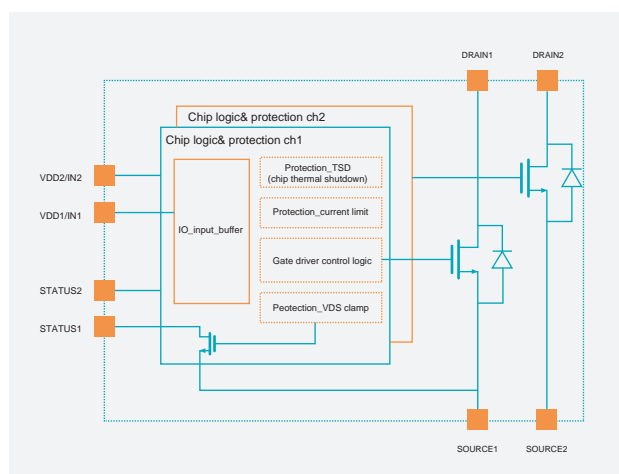 DRAIN1
DRAIN2
Chip logic& protection ch2
Chip logic& protection ch1
VDD2/IN2
VDD1/IN1
IO_input_buffer
Protection_TSD
(chip thermal shutdown)
Protection_current limit
Gate driver control logic
Peotection_VDS clamp
STATUS2
STATUS1
SOURCE1
SOURCE2